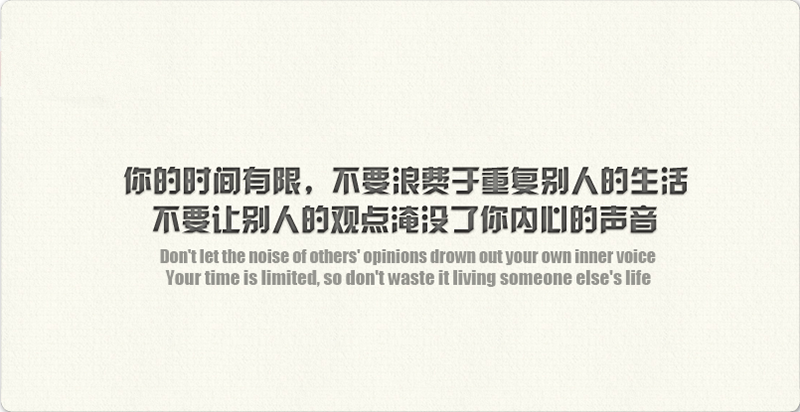 你的时间有限，不要浪费于重复别人的生活
不要让别人的观点淹没了你内心的声音
Don't let the noise of others' opinions drown out your own inner voice
Your time is limited, so don't waste it living someone else's life